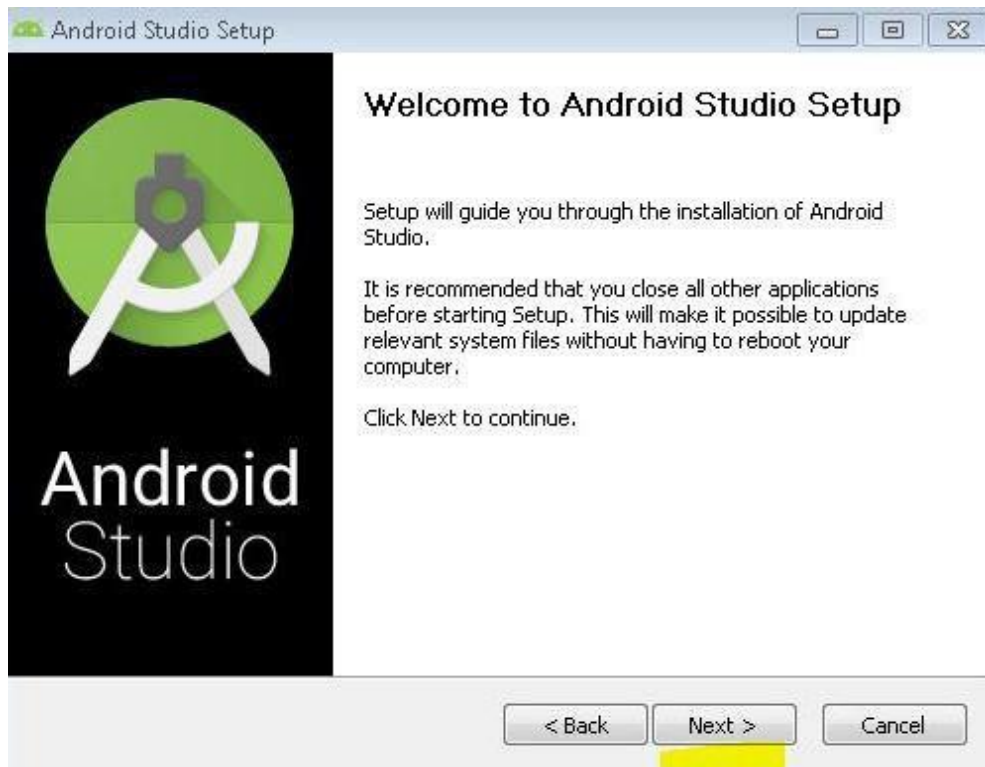 Android Studio Setup
Welcome to Android Studio Setup
Setup will guide you through the installation of Android
Studio.
It is recommended that you close all other applications
before starting Setup. This will make it possible to update
relevant system files without having to reboot your
computer.
Click Next to continue.
Android
Studio
< Back Next > Cancel